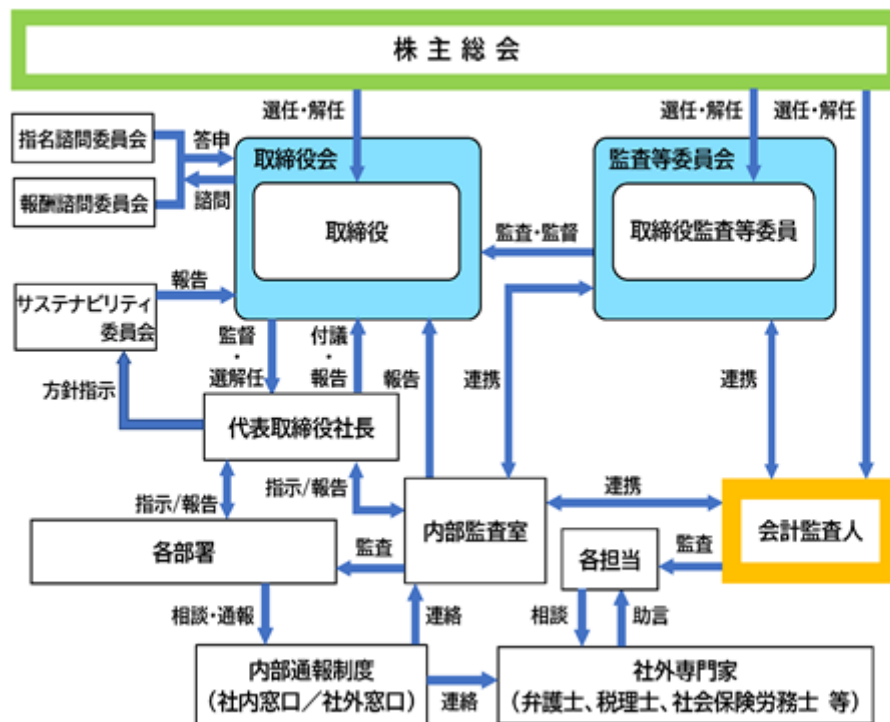 株主総会
選任・解任
選任・解任
選任・解任
指名諮問委員会
答申
報酬諮問委員会
諮問
取締役会
取締役
監査等委員会
取締役監査等委員
監査・監督
サステナビリティ
委員会
報告
監督
・
選解任
付議
・
報告
報告
連携
連携
方針指示
代表取締役社長
指示/報告
指示/報告
各部署
監査
内部監査室
連携
会計監査人
各担当
監査
相談・通報
連絡
相談
助言
内部通報制度
（社内窓口／社外窓口）
連絡
社外専門家
（弁護士、税理士、社会保険労務士 等）